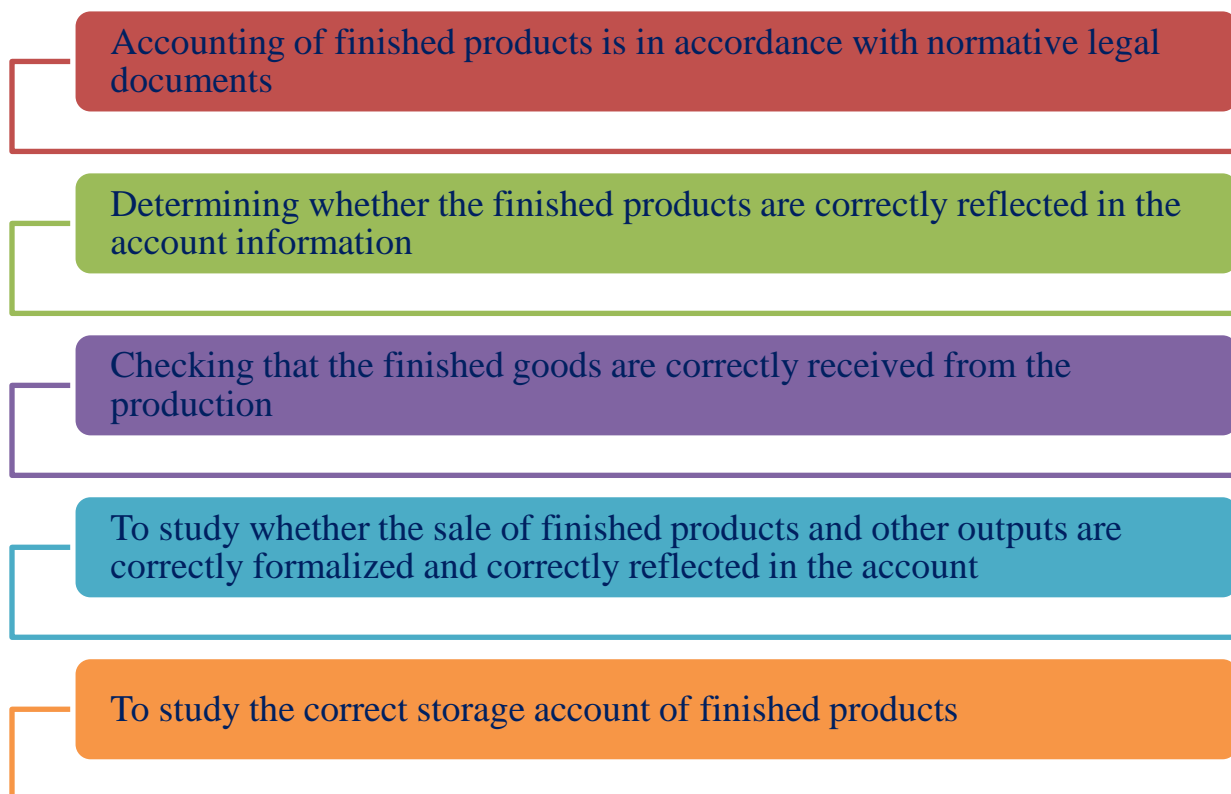 Accounting of finished products is in accordance with normative legal
documents
Determining whether the finished products are correctly reflected in the
account information
Checking that the finished goods are correctly received from the
production
To study whether the sale of finished products and other outputs are
correctly formalized and correctly reflected in the account
To study the correct storage account of finished products